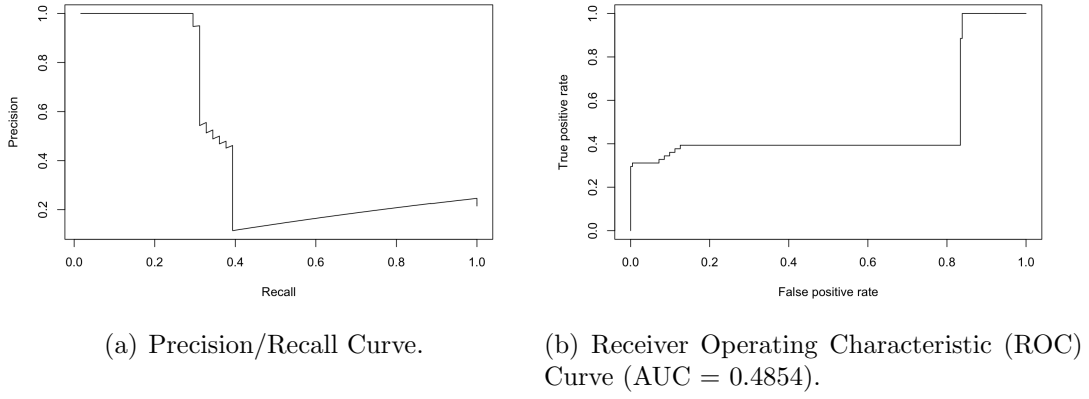 Precision
1.0
0.8
0.6
0.4
0.2
0.0 0.2 0.4 0.6 0.8 1.0
Recall
(a) Precision/Recall Curve.
True positive rate
1.0
0.8
0.6
0.4
0.2
0.0
0.0 0.2 0.4 0.6 0.8 1.0
False positive rate
(b) Receiver Operating Characteristic (ROC)
Curve (AUC = 0.4854).